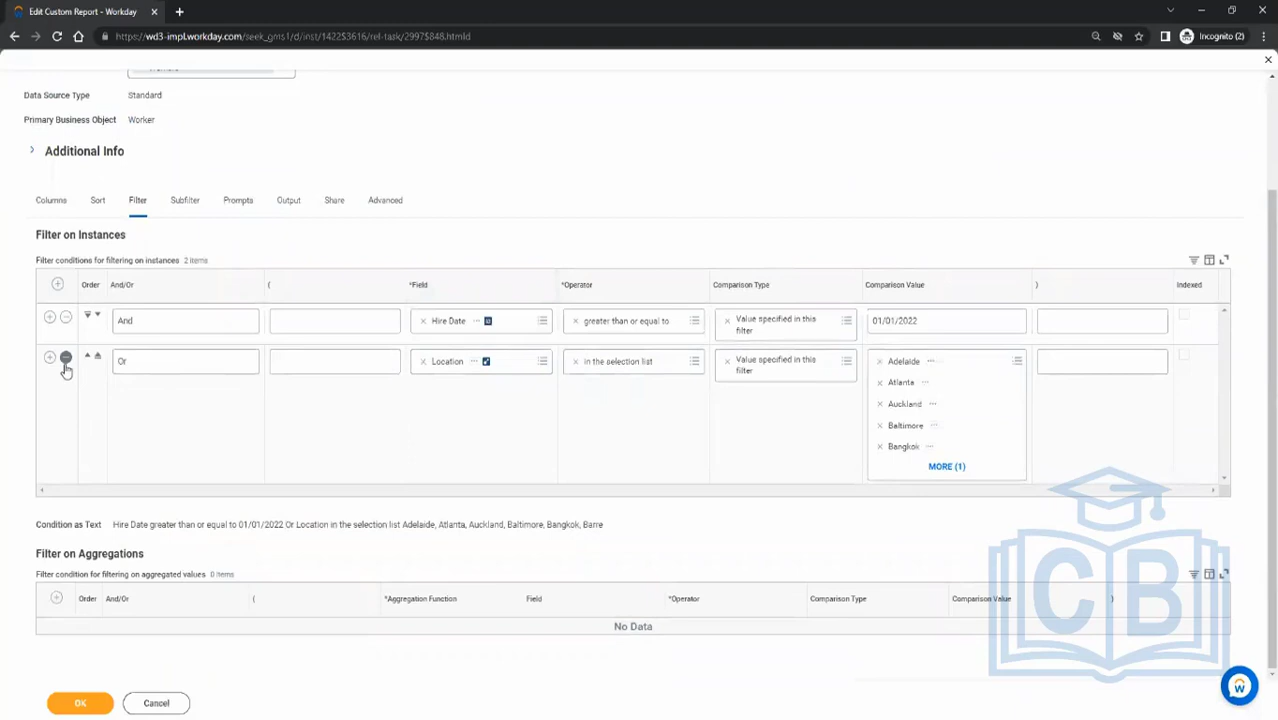 Edit Custom Report - Workday
https://wd3-impl.workday.com/seek_gms1/d/inst/1422$3616/rel-task/2997$848.htmld
Incognito (2)
Data Source Type Standard
Primary Business Object Worker
Additional Info
Columns Sort Filter Subfilter Prompts Output Share Advanced
Filter on Instances
Filter conditions for filtering on instances 2 items
Order And/Or ( *Field *Operator Comparison Type Comparison Value ) Indexed
And Hire Date greater than or equal to Value specified in this filter 01/01/2022
Or Location in the selection list Value specified in this filter Adelaide
Atlanta
Auckland
Baltimore
Bangkok
MORE (1)
Condition as Text Hire Date greater than or equal to 01/01/2022 Or Location in the selection list Adelaide, Atlanta, Auckland, Baltimore, Bangkok, Barre
Filter on Aggregations
Filter condition for filtering on aggregated values 0 items
Order And/Or ( *Aggregation Function Field *Operator Comparison Type Comparison Value )
No Data
CB
OK Cancel